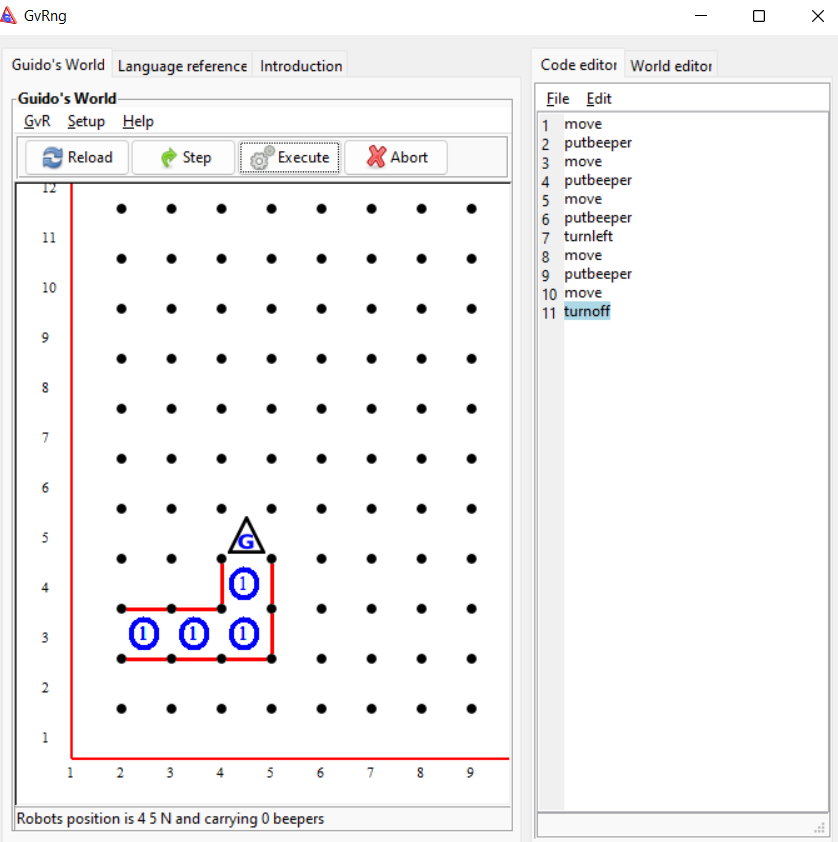 GvRng
Guido's World
Language reference
Introduction
Guido's World
GvR Setup Help
Reload
Step
Execute
Abort
12
11
10
9
8
7
6
5
4
3
2
1
G
1
1 1 1
1 2 3 4 5 6 7 8 9
Robots position is 4 5 N and carrying 0 beepers
Code editor
World editor
File Edit
1 move
2 putbeeper
3 move
4 putbeeper
5 move
6 putbeeper
7 turnleft
8 move
9 putbeeper
10 move
11 turnoff